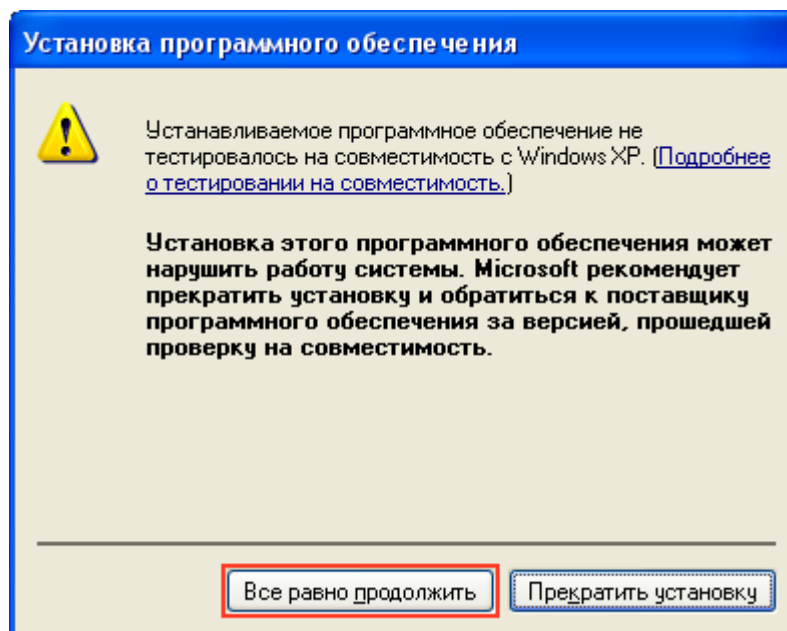 Установка программного обеспечения
Устанавливаемое программное обеспечение не
тестировалось на совместимость с Windows XP. (Подробнее
о тестировании на совместимость.)
Установка этого программного обеспечения может
нарушить работу системы. Microsoft рекомендует
прекратить установку и обратиться к поставщику
программного обеспечения за версией, прошедшей
проверку на совместимость.
Все равно продолжить
Прекратить установку